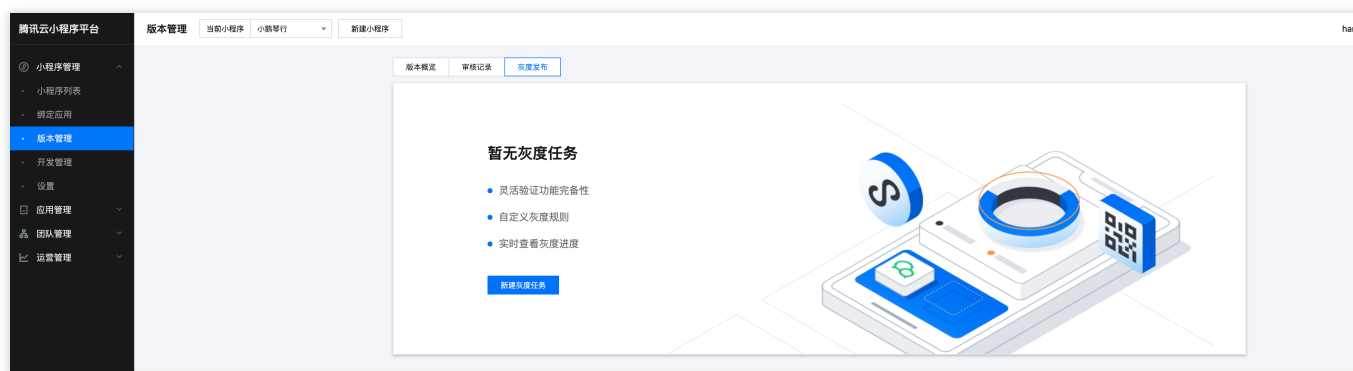 腾讯云小程序平台
版本管理 当前小程序 小鹅琴行 新建小程序
小程序管理
小程序列表
绑定应用
版本管理
开发管理
设置
应用管理
团队管理
运营管理
版本概览 审核记录 灰度发布
暂无灰度任务
灵活验证功能完备性
自定义灰度规则
实时查看灰度进度
新建灰度任务